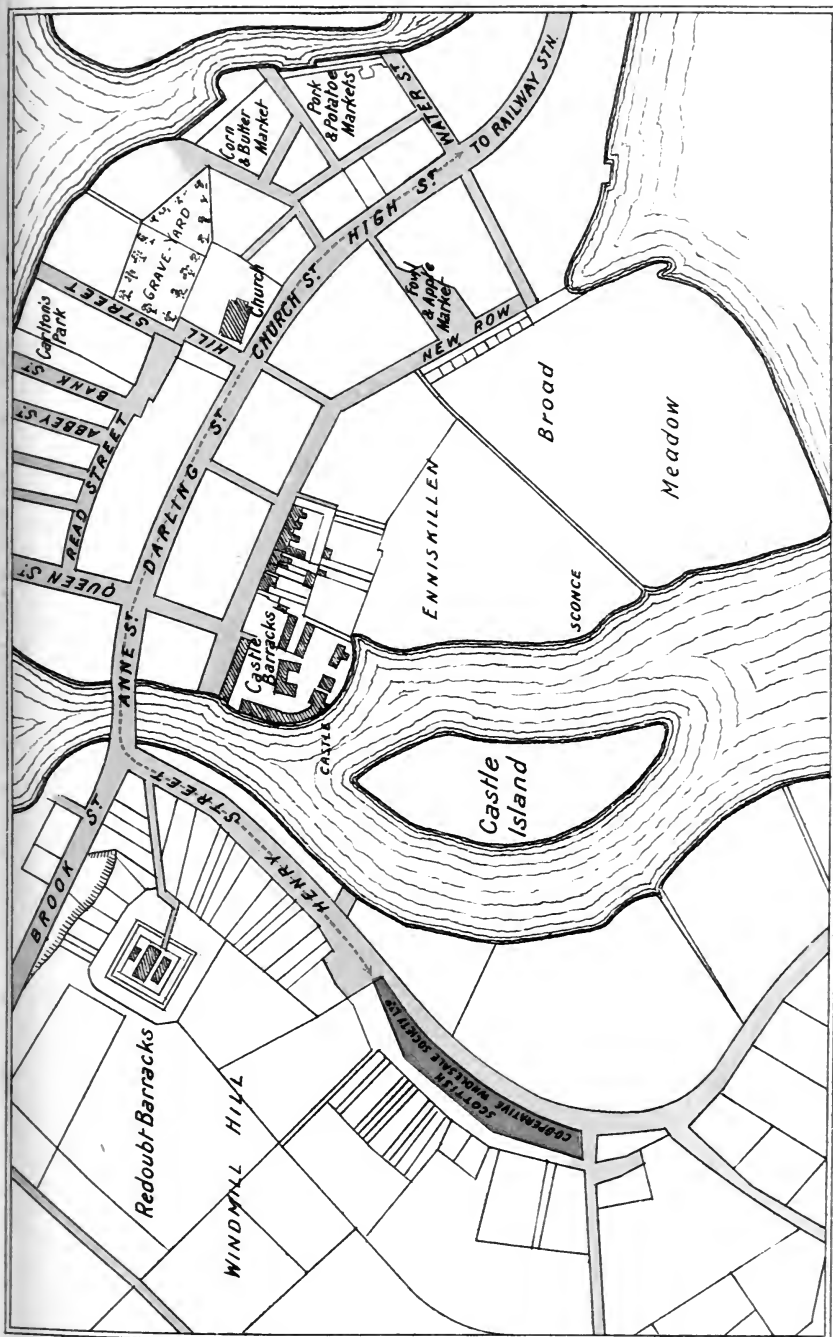 BROOK ST.
Redoubt Barracks
WINDMILL HILL
HENRY STREET
SCOTTISH
CO-OPERATIVE WHOLESALE SOCIETY LTD
ANNE ST.
QUEEN ST.
READ STREET
ABBEY ST.
BANK ST.
Carlton's
Park
HILL STREET
GRAVE-YARD
Church
DARLING ST.
CHURCH ST.
HIGH ST.
Corn
& Butter
Market
Pork
& Potatoe
Markets
WATER ST.
TO RAILWAY STN.
Fowl
& Apple
Market
NEW ROW
Castle
Barracks
CASTLE
Castle
Island
ENNISKILLEN
SCONCE
Broad
Meadow